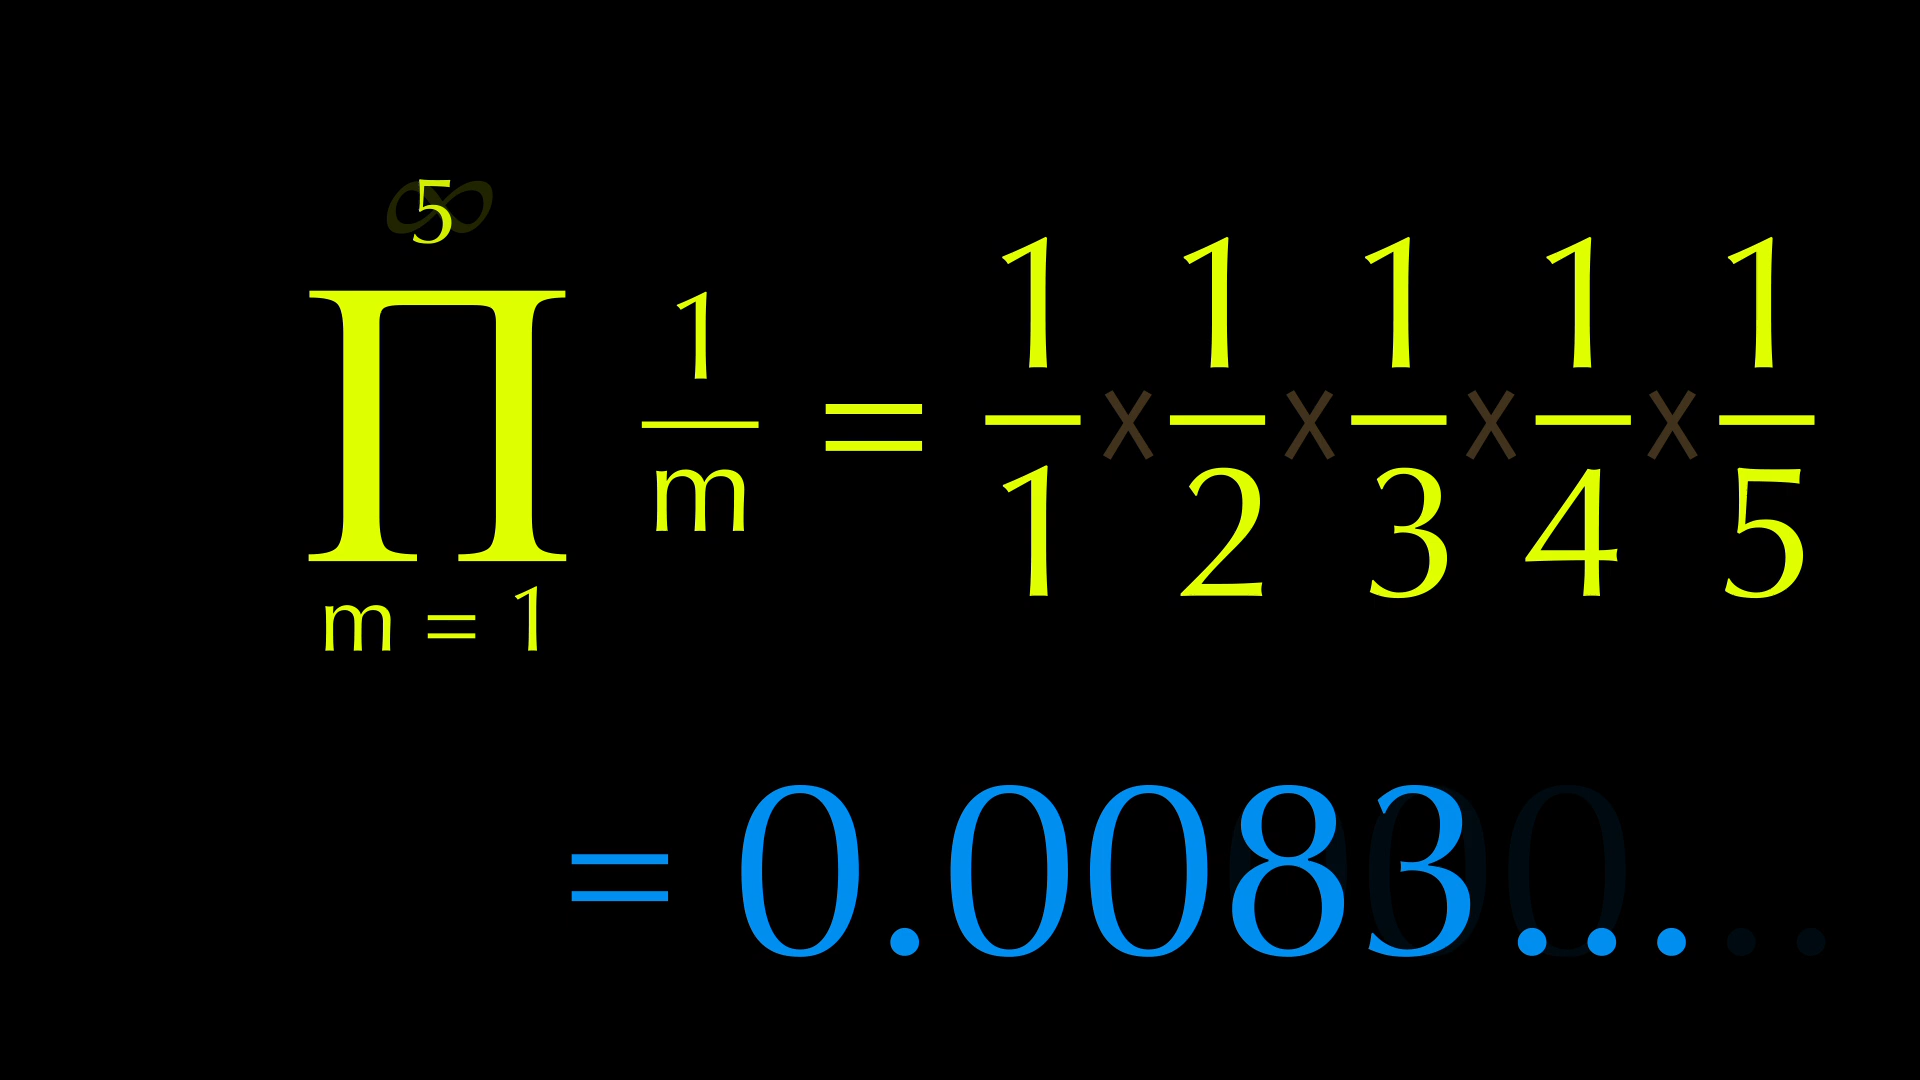 5
∏ 1/m = 1/1 x 1/2 x 1/3 x 1/4 x 1/5
m = 1
= 0.0083...